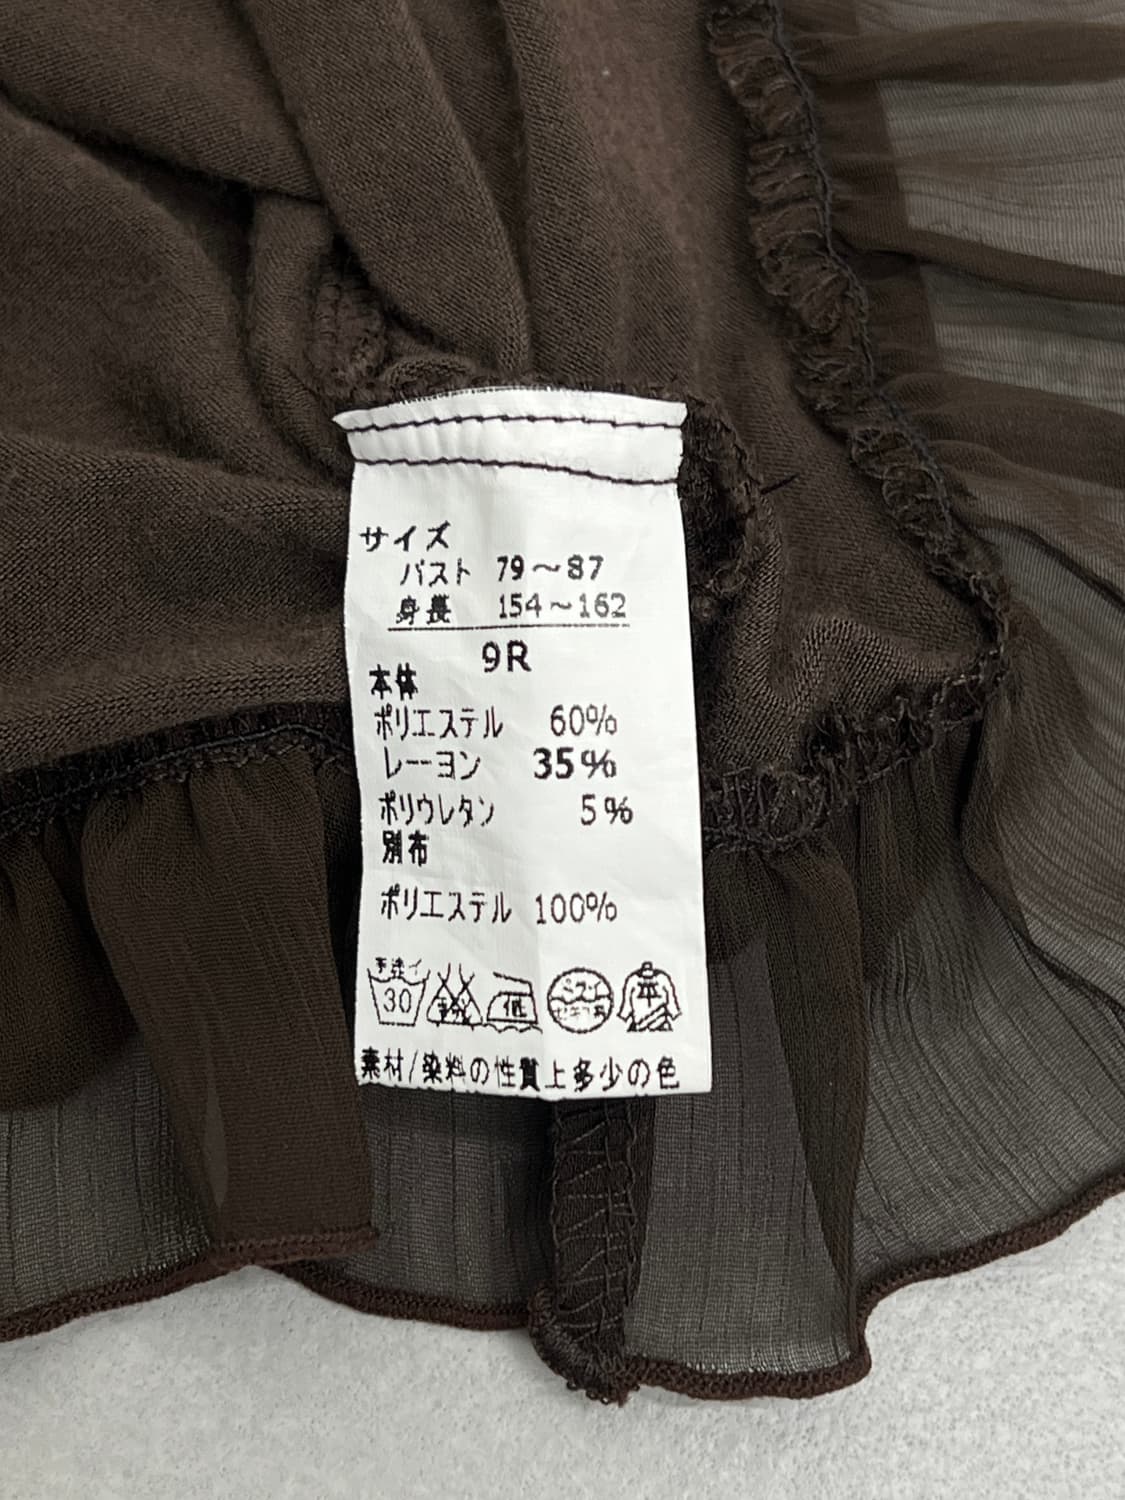 サイズ
バスト 79～87
身長 154～162
9R
本体
ポリエステル 60%
レーヨン 35%
ポリウレタン 5%
別布
ポリエステル 100%
手洗イ
30
低
平
素材/染料の性質上多少の色